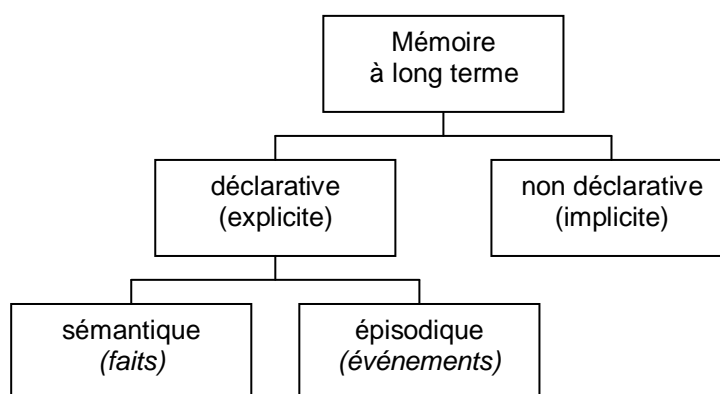 Mémoire
à long terme
déclarative
(explicite)
non déclarative
(implicite)
sémantique
(faits)
épisodique
(événements)